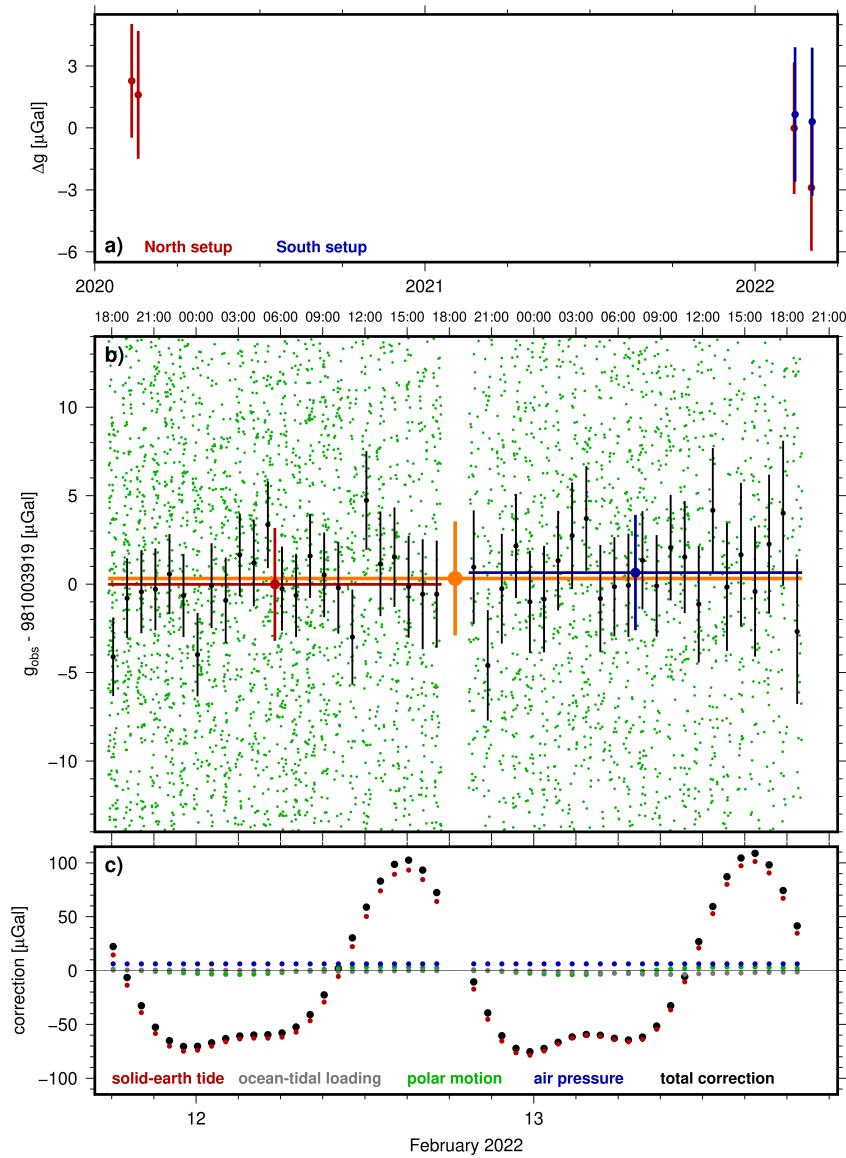 3
0
−3
−6
Δg [μGal]
a) North setup South setup
2020 2021 2022
18:00 21:00 00:00 03:00 06:00 09:00 12:00 15:00 18:00 21:00 00:00 03:00 06:00 09:00 12:00 15:00 18:00 21:00
b)
10
5
0
−5
−10
gobs - 981003919 [μGal]
c)
100
50
0
−50
−100
correction [μGal]
solid-earth tide ocean-tidal loading polar motion air pressure total correction
12 13
February 2022